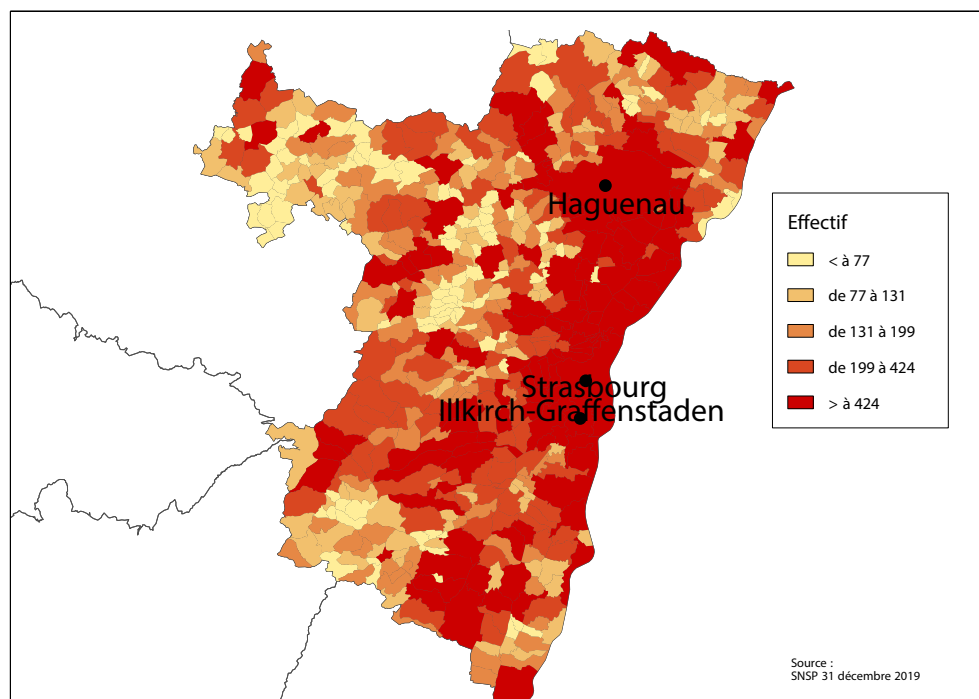 Haguenau
Strasbourg
Illkirch-Graffenstaden
Effectif
< à 77
de 77 à 131
de 131 à 199
de 199 à 424
> à 424
Source :
SNSP 31 décembre 2019